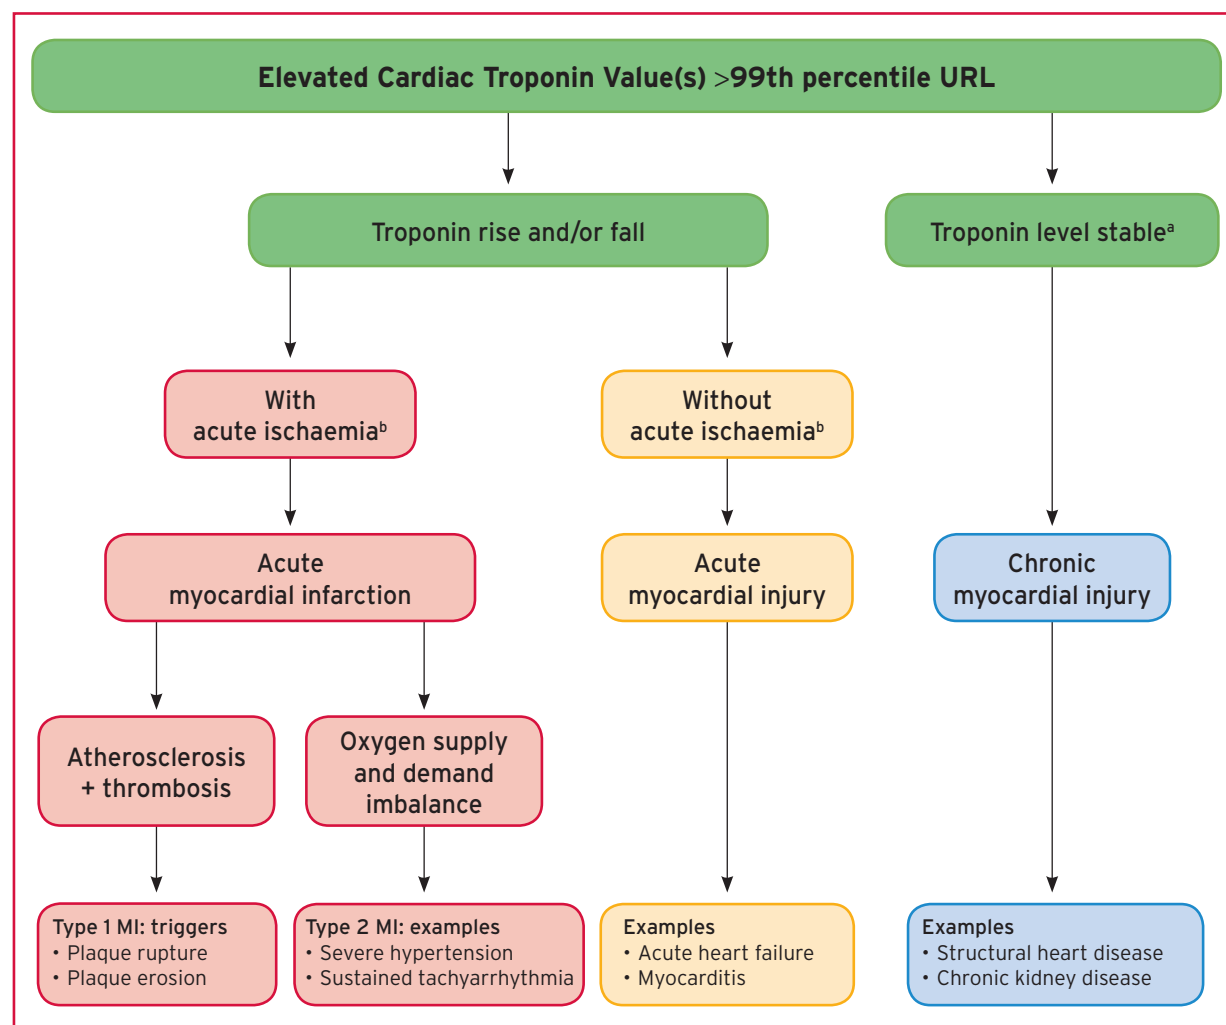 Elevated Cardiac Troponin Value(s) >99th percentile URL
Troponin rise and/or fall
Troponin level stableᵃ
With
acute ischaemiaᵇ
Without
acute ischaemiaᵇ
Acute
myocardial infarction
Acute
myocardial injury
Chronic
myocardial injury
Atherosclerosis
+ thrombosis
Oxygen supply
and demand
imbalance
Type 1 MI: triggers
• Plaque rupture
• Plaque erosion
Type 2 MI: examples
• Severe hypertension
• Sustained tachyarrhythmia
Examples
• Acute heart failure
• Myocarditis
Examples
• Structural heart disease
• Chronic kidney disease